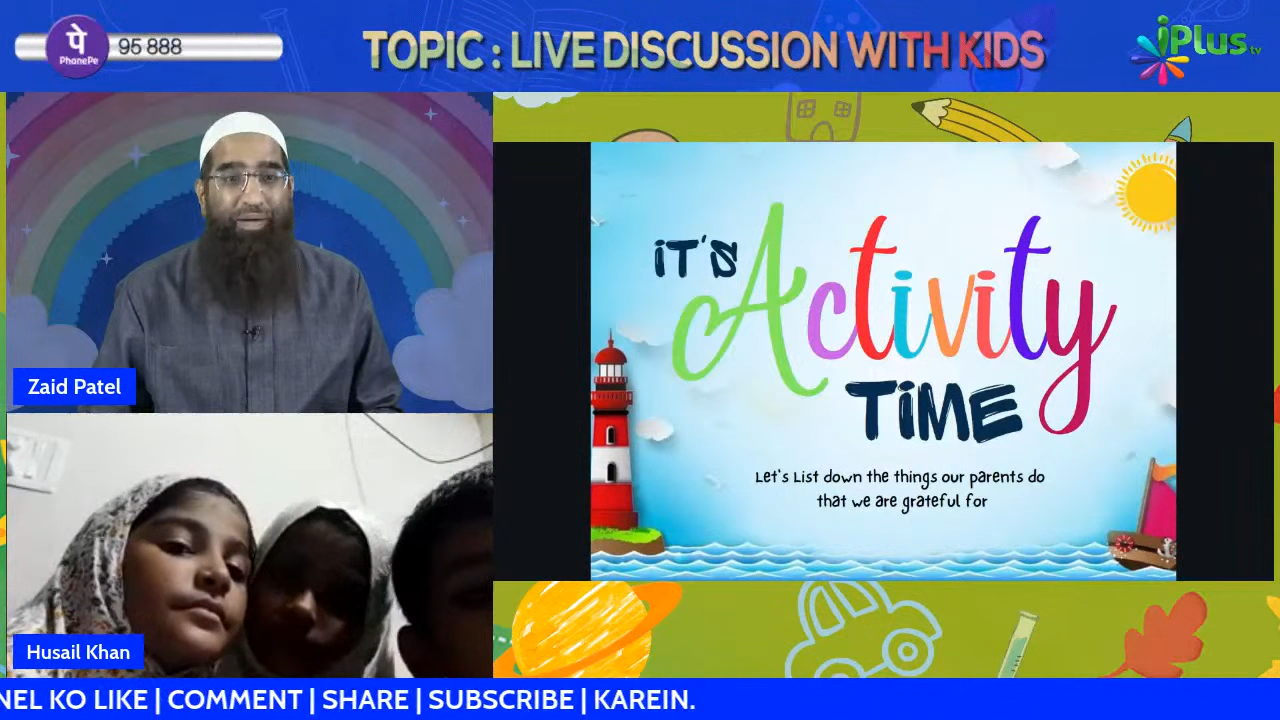 पे
PhonePe
95 888
TOPIC : LIVE DISCUSSION WITH KIDS
iPlus tv
Zaid Patel
iT's
Activity
TiME
Let's List down the things our parents do
that we are grateful for
Husail Khan
NEL KO LIKE | COMMENT | SHARE | SUBSCRIBE | KAREIN.